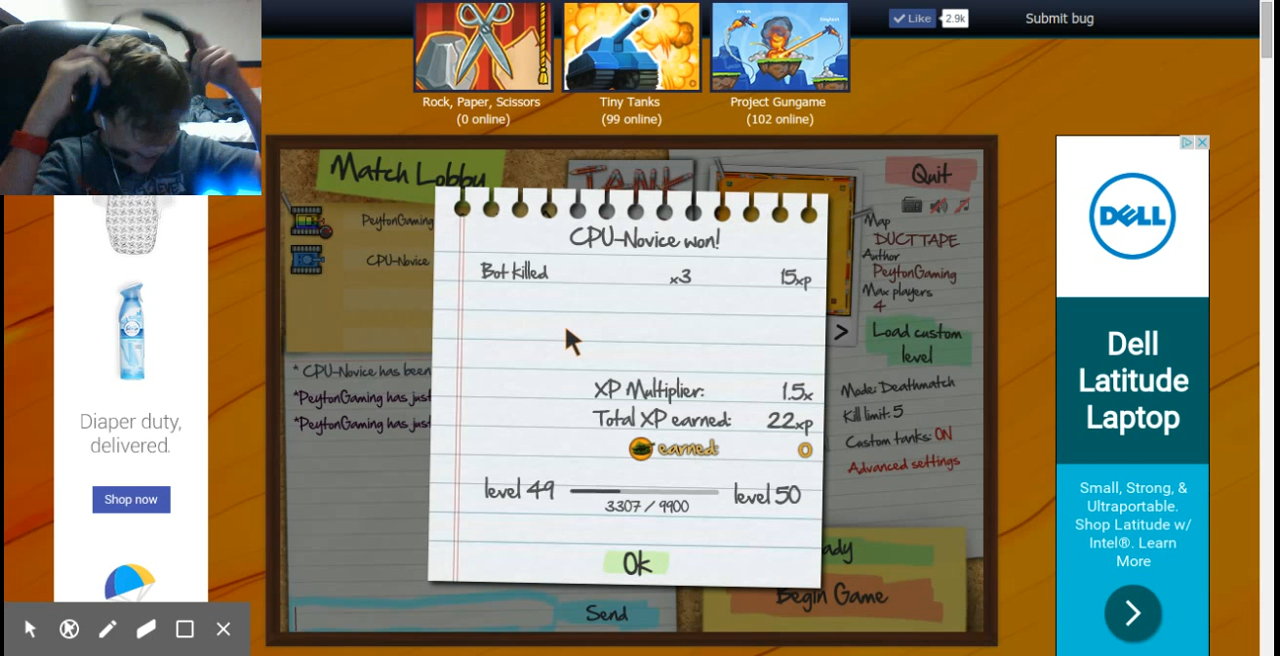 Like 2.9k Submit bug
Rock, Paper, Scissors
(0 online)
Tiny Tanks
(99 online)
Project Gungame
(102 online)
Match Lobby
TANK
Quit
PeytonGaming
CPU-Novice
CPU-Novice won!
Bot killed x3 15xp
XP Multiplier: 1.5x
Total XP earned: 22xp
earned: 0
level 49 level 50
3307 / 9900
Ok
* CPU-Novice has been
*PeytonGaming has just
*PeytonGaming has just
Send
Map
DUCTTAPE
Author
PeytonGaming
Max players
4
>
Load custom
level
Mode: Deathmatch
Kill limit: 5
Custom tanks: ON
Advanced settings
ady
Begin Game
Diaper duty,
delivered.
Shop now
DELL
Dell
Latitude
Laptop
Small, Strong, &
Ultraportable.
Shop Latitude w/
Intel®. Learn
More